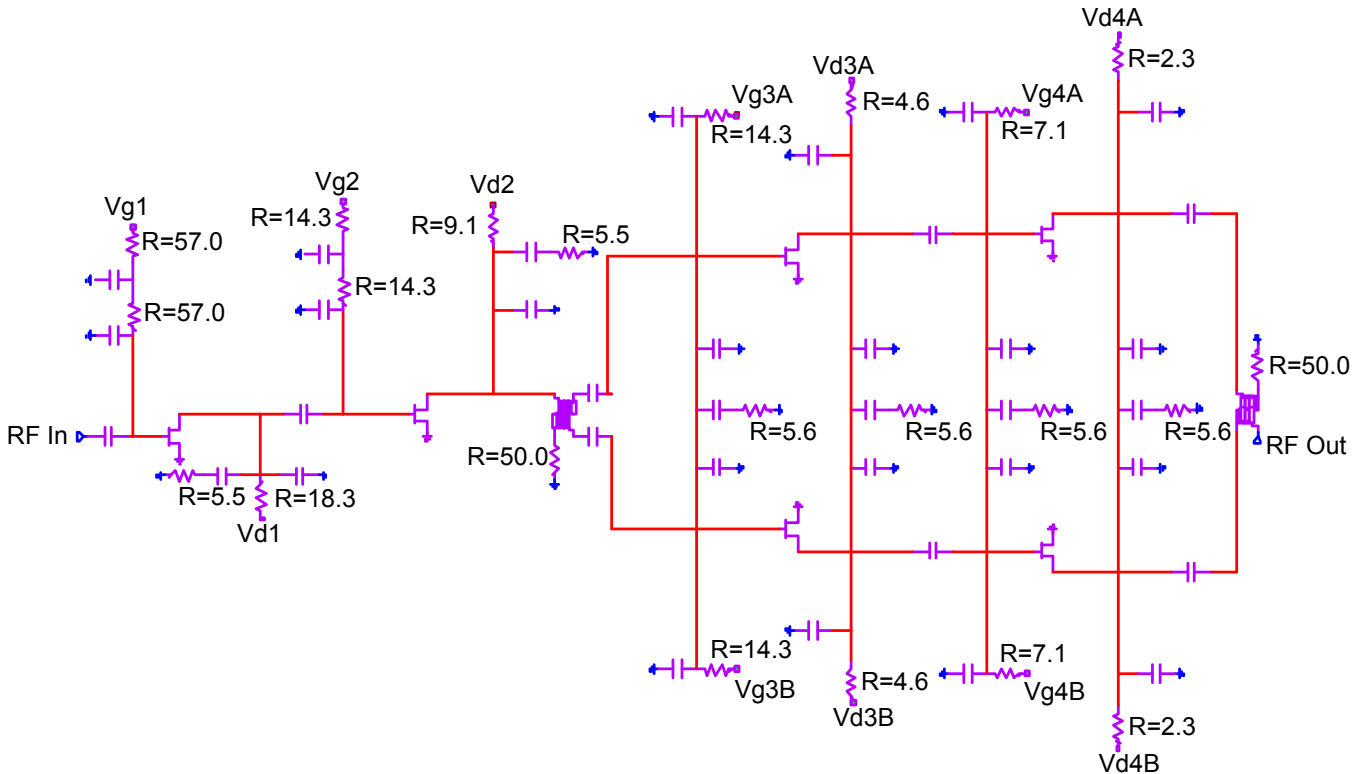 Vd4A
R=2.3
Vd3A
R=4.6
Vg3A
R=14.3
Vg4A
R=7.1
Vg2
R=14.3
R=14.3
Vd2
R=9.1
R=5.5
Vg1
R=57.0
R=57.0
RF In
R=5.5
R=18.3
Vd1
R=50.0
R=5.6
R=5.6
R=5.6
R=5.6
R=50.0
RF Out
R=14.3
Vg3B
R=4.6
Vd3B
R=7.1
Vg4B
R=2.3
Vd4B